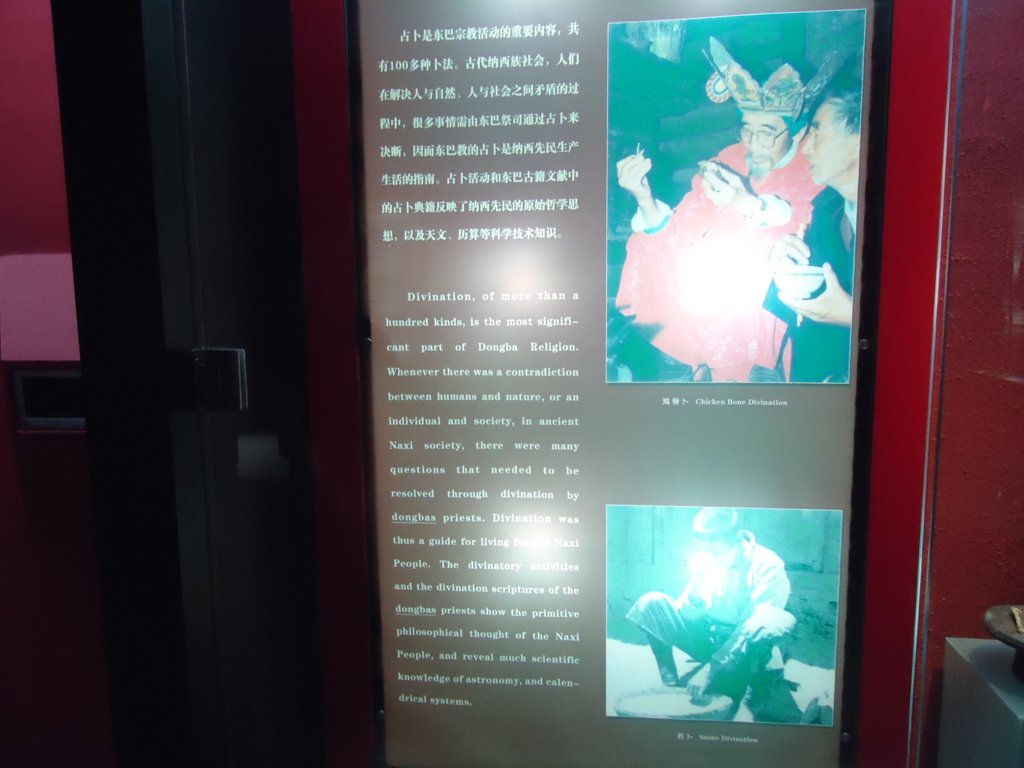 占卜是东巴宗教活动的重要内容，共
有100多种卜法。古代纳西族社会，人们
在解决人与自然、人与社会之间矛盾的过
程中，很多事情需由东巴祭司通过占卜来
决断，因而东巴教的占卜是纳西先民生产
生活的指南。占卜活动和东巴古籍文献中
的占卜典籍反映了纳西先民的原始哲学思
想，以及天文、历算等科学技术知识。
Divination, of more than a
hundred kinds, is the most signifi-
cant part of Dongba Religion.
Whenever there was a contradiction
between humans and nature, or an
individual and society, in ancient
Naxi society, there were many
questions that needed to be
resolved through divination by
dongbas priests. Divination was
thus a guide for living for the Naxi
People. The divinatory activities
and the divination scriptures of the
dongbas priests show the primitive
philosophical thought of the Naxi
People, and reveal much scientific
knowledge of astronomy, and calen-
drical systems.
鸡骨卜 Chicken Bone Divination
石卜 Stone Divination